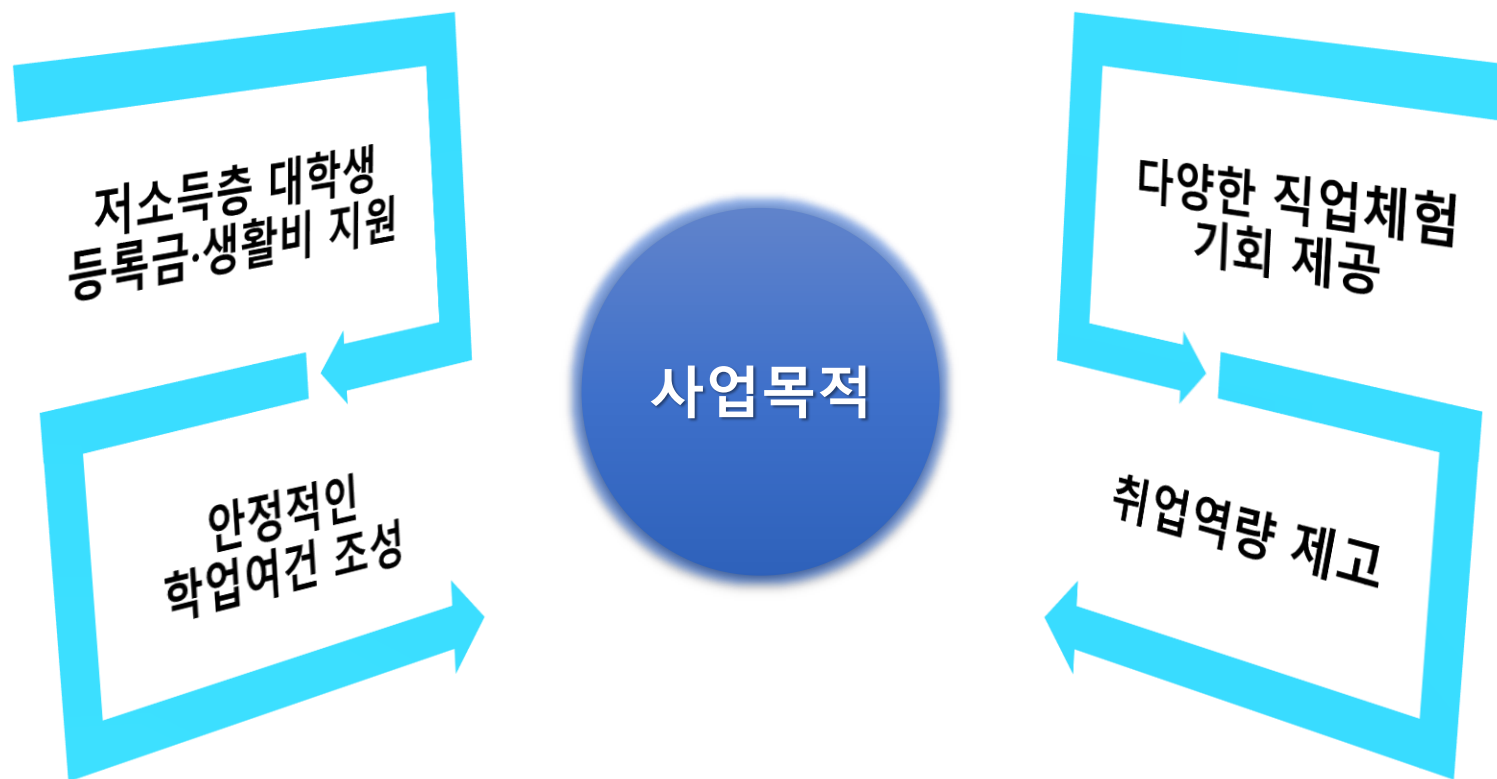 저소득층 대학생
등록금·생활비 지원
안정적인
학업여건 조성
사업목적
다양한 직업체험
기회 제공
취업역량 제고